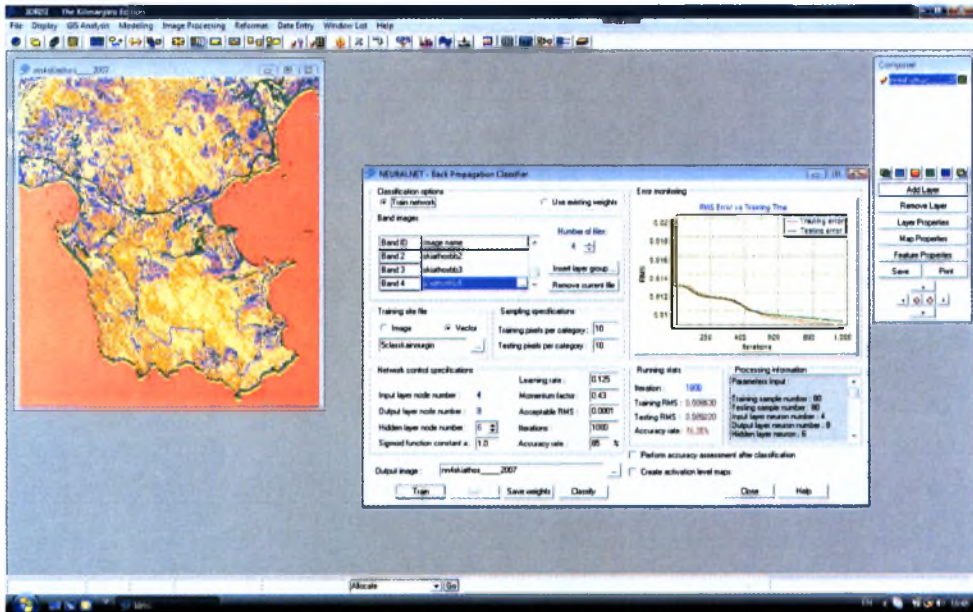 IDRISI The Kilimanjaro Edition
File Display GIS Analysis Modeling Image Processing Reformat Data Entry Window List Help
2007
Composer
Add Layer
Remove Layer
Layer Properties
Map Properties
Feature Properties
Save Print
NEURALNET - Back Propagation Classifier
Classification options
Train network
Use existing weights
Band images
Number of files:
4
Band ID Image name
Band 2 skiathosbb2
Band 3 skiathosbb3
Band 4
Insert layer group...
Remove current file
Training site file
Image Vector
...
Sampling specifications
Training pixels per category: 10
Testing pixels per category: 10
Network control specifications
Input layer node number: 4
Output layer node number: 8
Hidden layer node number: 6
Sigmoid function constant a: 1.0
Learning rate: 0.125
Momentum factor: 0.43
Acceptable RMS: 0.0001
Iterations: 1000
Accuracy rate: 85 %
Output image: 2007 ...
Train Save weights Classify
Error monitoring
RMS Error vs Training Time
Training error
Testing error
RMS
0.02
0.018
0.016
0.014
0.012
0.01
600 800 1,000
Iterations
Running stats
Iteration: 1000
Training RMS:
Testing RMS:
Accuracy rate:
Processing information
Parameters Input:
Training sample number: 80
Testing sample number: 80
Input layer neuron number: 4
Output layer neuron number: 8
Hidden layer neuron: 6
Perform accuracy assessment after classification
Create activation level maps
Close Help
Allocate Go
EN